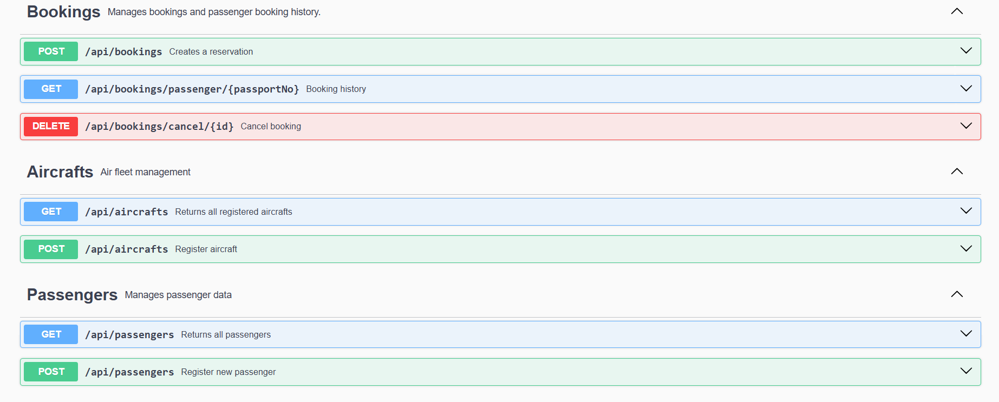 Bookings Manages bookings and passenger booking history.
POST /api/bookings Creates a reservation
GET /api/bookings/passenger/{passportNo} Booking history
DELETE /api/bookings/cancel/{id} Cancel booking
Aircrafts Air fleet management
GET /api/aircrafts Returns all registered aircrafts
POST /api/aircrafts Register aircraft
Passengers Manages passenger data
GET /api/passengers Returns all passengers
POST /api/passengers Register new passenger